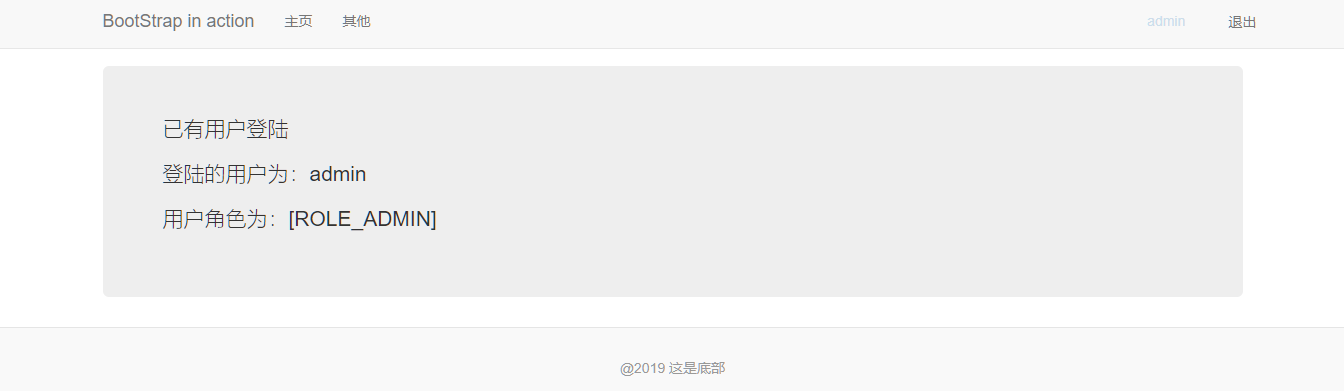 BootStrap in action 主页 其他 admin 退出
已有用户登陆
登陆的用户为：admin
用户角色为：[ROLE_ADMIN]
@2019 这是底部